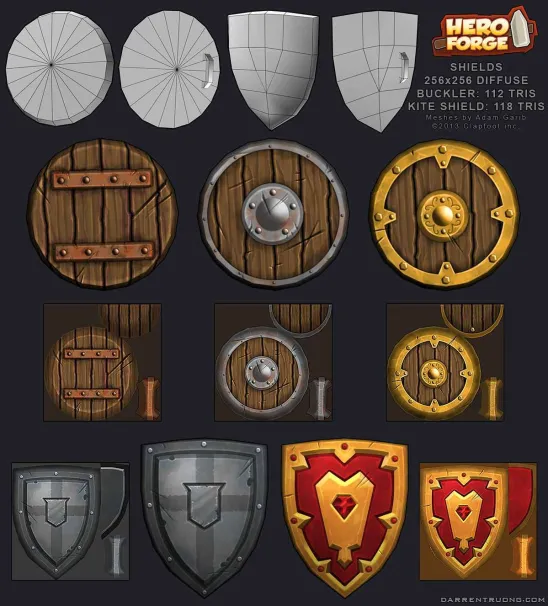 HERO
FORGE
SHIELDS
256x256 DIFFUSE
BUCKLER: 112 TRIS
KITE SHIELD: 118 TRIS
Meshes by Adam Garib
©2013 Clapfoot Inc.
DARRENTRUONG.COM